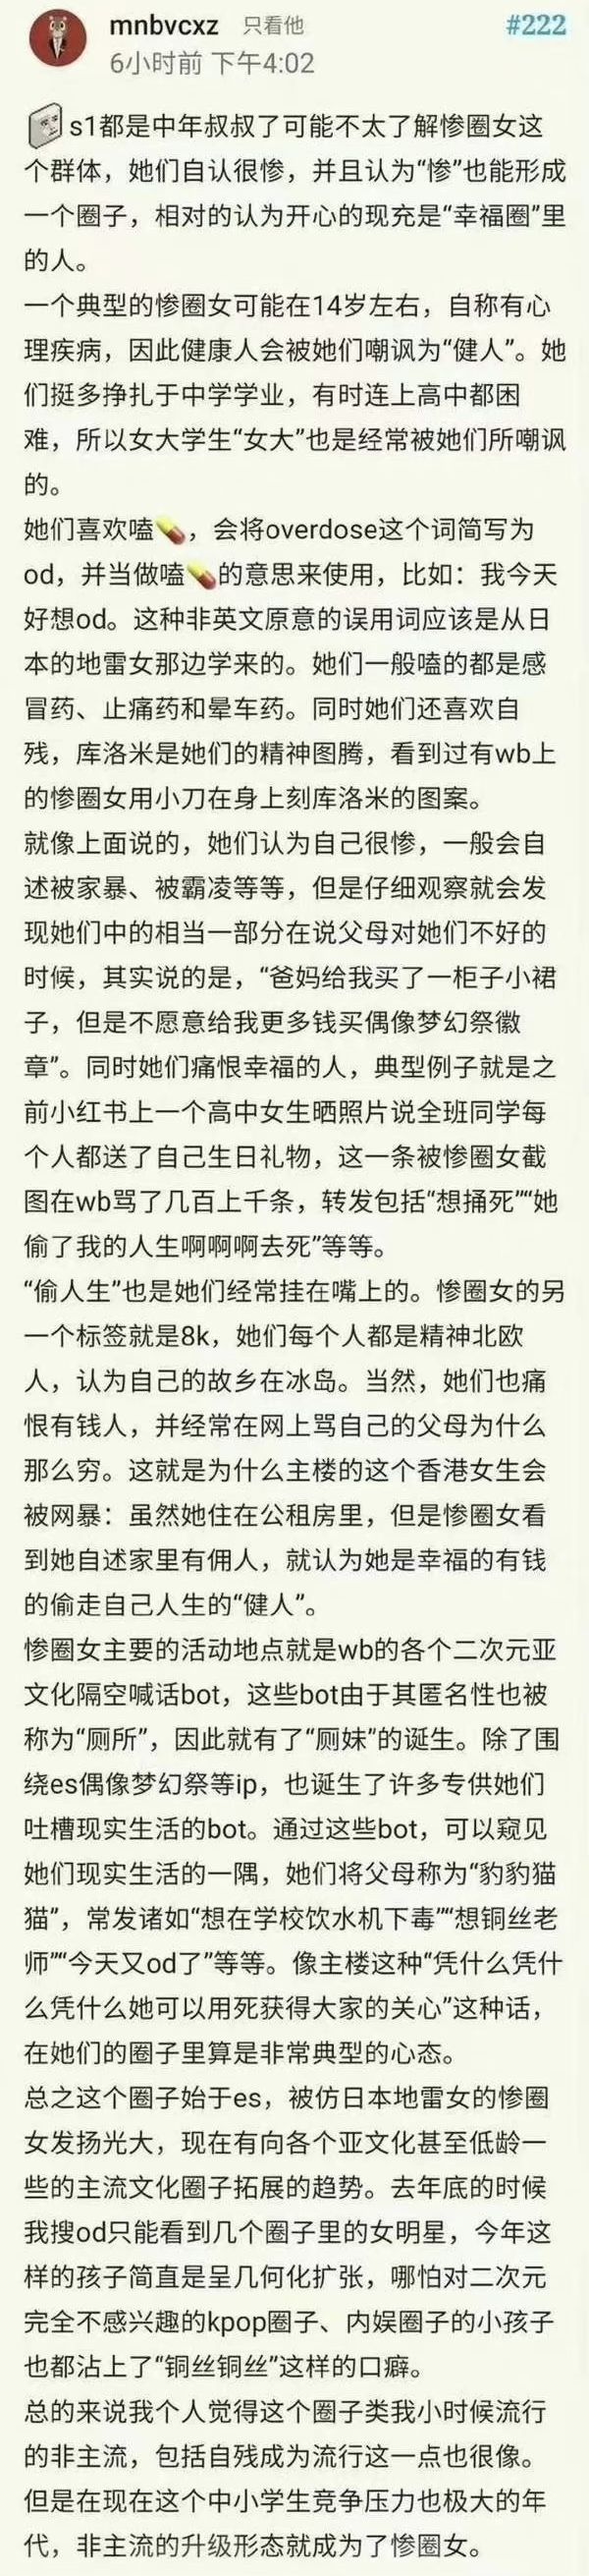 mnbvcxz 只看他 #222
6小时前 下午4:02
s1都是中年叔叔了可能不太了解惨圈女这
个群体，她们自认很惨，并且认为“惨”也能形成
一个圈子，相对的认为开心的现充是“幸福圈”里
的人。
一个典型的惨圈女可能在14岁左右，自称有心
理疾病，因此健康人会被她们嘲讽为“健人”。她
们挺多挣扎于中学学业，有时连上高中都困
难，所以女大学生“女大”也是经常被她们所嘲讽
的。
她们喜欢嗑💊，会将overdose这个词简写为
od，并当做嗑💊的意思来使用，比如：我今天
好想od。这种非英文原意的误用词应该是从日
本的地雷女那边学来的。她们一般嗑的都是感
冒药、止痛药和晕车药。同时她们还喜欢自
残，库洛米是她们的精神图腾，看到过有wb上
的惨圈女用小刀在身上刻库洛米的图案。
就像上面说的，她们认为自己很惨，一般会自
述被家暴、被霸凌等等，但是仔细观察就会发
现她们中的相当一部分在说父母对她们不好的
时候，其实说的是，“爸妈给我买了一柜子小裙
子，但是不愿意给我更多钱买偶像梦幻祭徽
章”。同时她们痛恨幸福的人，典型例子就是之
前小红书上一个高中女生晒照片说全班同学每
个人都送了自己生日礼物，这一条被惨圈女截
图在wb骂了几百上千条，转发包括“想捅死”“她
偷了我的人生啊啊啊去死”等等。
“偷人生”也是她们经常挂在嘴上的。惨圈女的另
一个标签就是8k，她们每个人都是精神北欧
人，认为自己的故乡在冰岛。当然，她们也痛
恨有钱人，并经常在网上骂自己的父母为什么
那么穷。这就是为什么主楼的这个香港女生会
被网暴：虽然她住在公租房里，但是惨圈女看
到她自述家里有佣人，就认为她是幸福的有钱
的偷走自己人生的“健人”。
惨圈女主要的活动地点就是wb的各个二次元亚
文化隔空喊话bot，这些bot由于其匿名性也被
称为“厕所”，因此就有了“厕妹”的诞生。除了围
绕es偶像梦幻祭等ip，也诞生了许多专供她们
吐槽现实生活的bot。通过这些bot，可以窥见
她们现实生活的一隅，她们将父母称为“豹豹猫
猫”，常发诸如“想在学校饮水机下毒”“想铜丝老
师”“今天又od了”等等。像主楼这种“凭什么凭什
么凭什么她可以用死获得大家的关心”这种话，
在她们的圈子里算是非常典型的心态。
总之这个圈子始于es，被仿日本地雷女的惨圈
女发扬光大，现在有向各个亚文化甚至低龄一
些的主流文化圈子拓展的趋势。去年底的时候
我搜od只能看到几个圈子里的女明星，今年这
样的孩子简直是呈几何化扩张，哪怕对二次元
完全不感兴趣的kpop圈子、内娱圈子的小孩子
也都沾上了“铜丝铜丝”这样的口癖。
总的来说我个人觉得这个圈子类我小时候流行
的非主流，包括自残成为流行这一点也很像。
但是在现在这个中小学生竞争压力也极大的年
代，非主流的升级形态就成为了惨圈女。